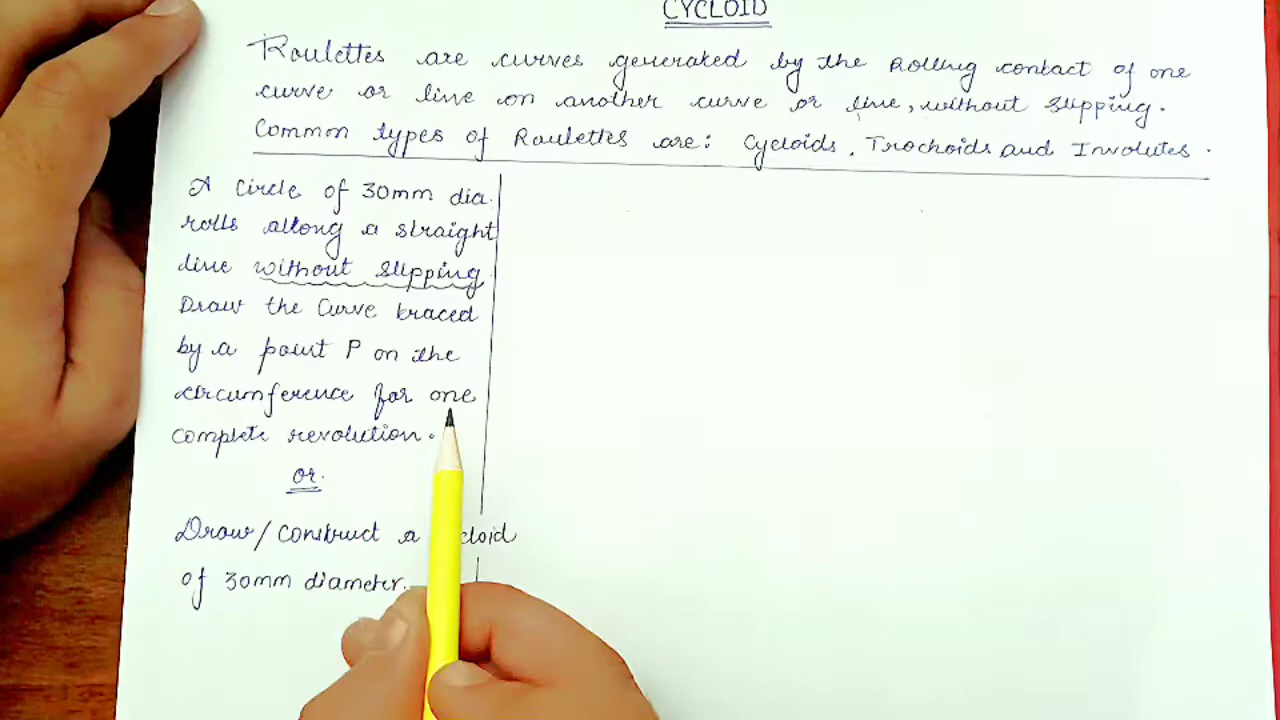 CYCLOID
Roulettes are curves generated by the Rolling contact of one
curve or line on another curve or line, without slipping.
Common types of Roulettes are: Cycloids, Trochoids and Involutes.
A Circle of 30mm dia.
rolls allong a straight
line without slipping.
Draw the Curve traced
by a point P on the
circumference for one
complete revolution.
or.
Draw/Construct a cloid
of 30mm diameter.